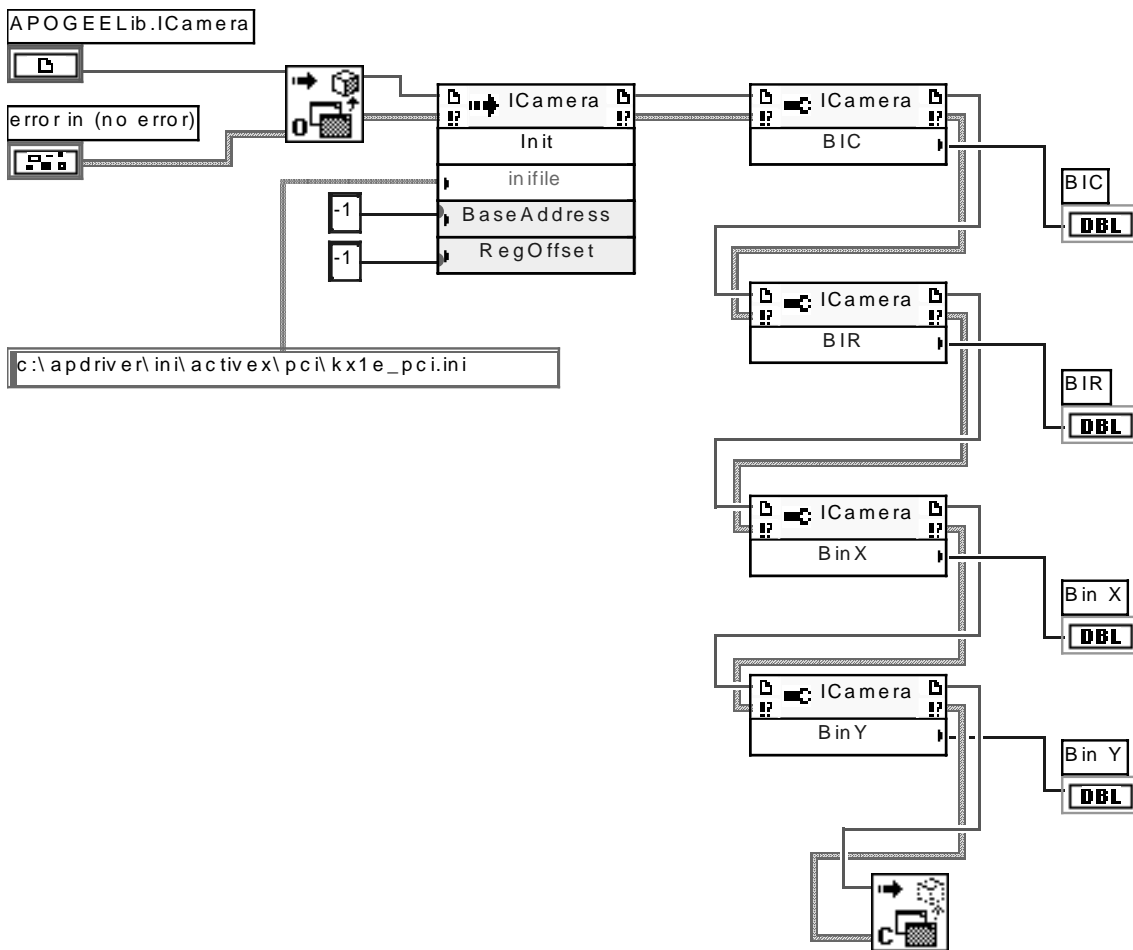 APOGEELib.ICamera
error in (no error)
O
ICamera
Init
inifile
BaseAddress
RegOffset
-1
-1
c:\apdriver\ini\activex\pci\kx1e_pci.ini
ICamera
BIC
BIC
DBL
ICamera
BIR
BIR
DBL
ICamera
BinX
Bin X
DBL
ICamera
BinY
Bin Y
DBL
C